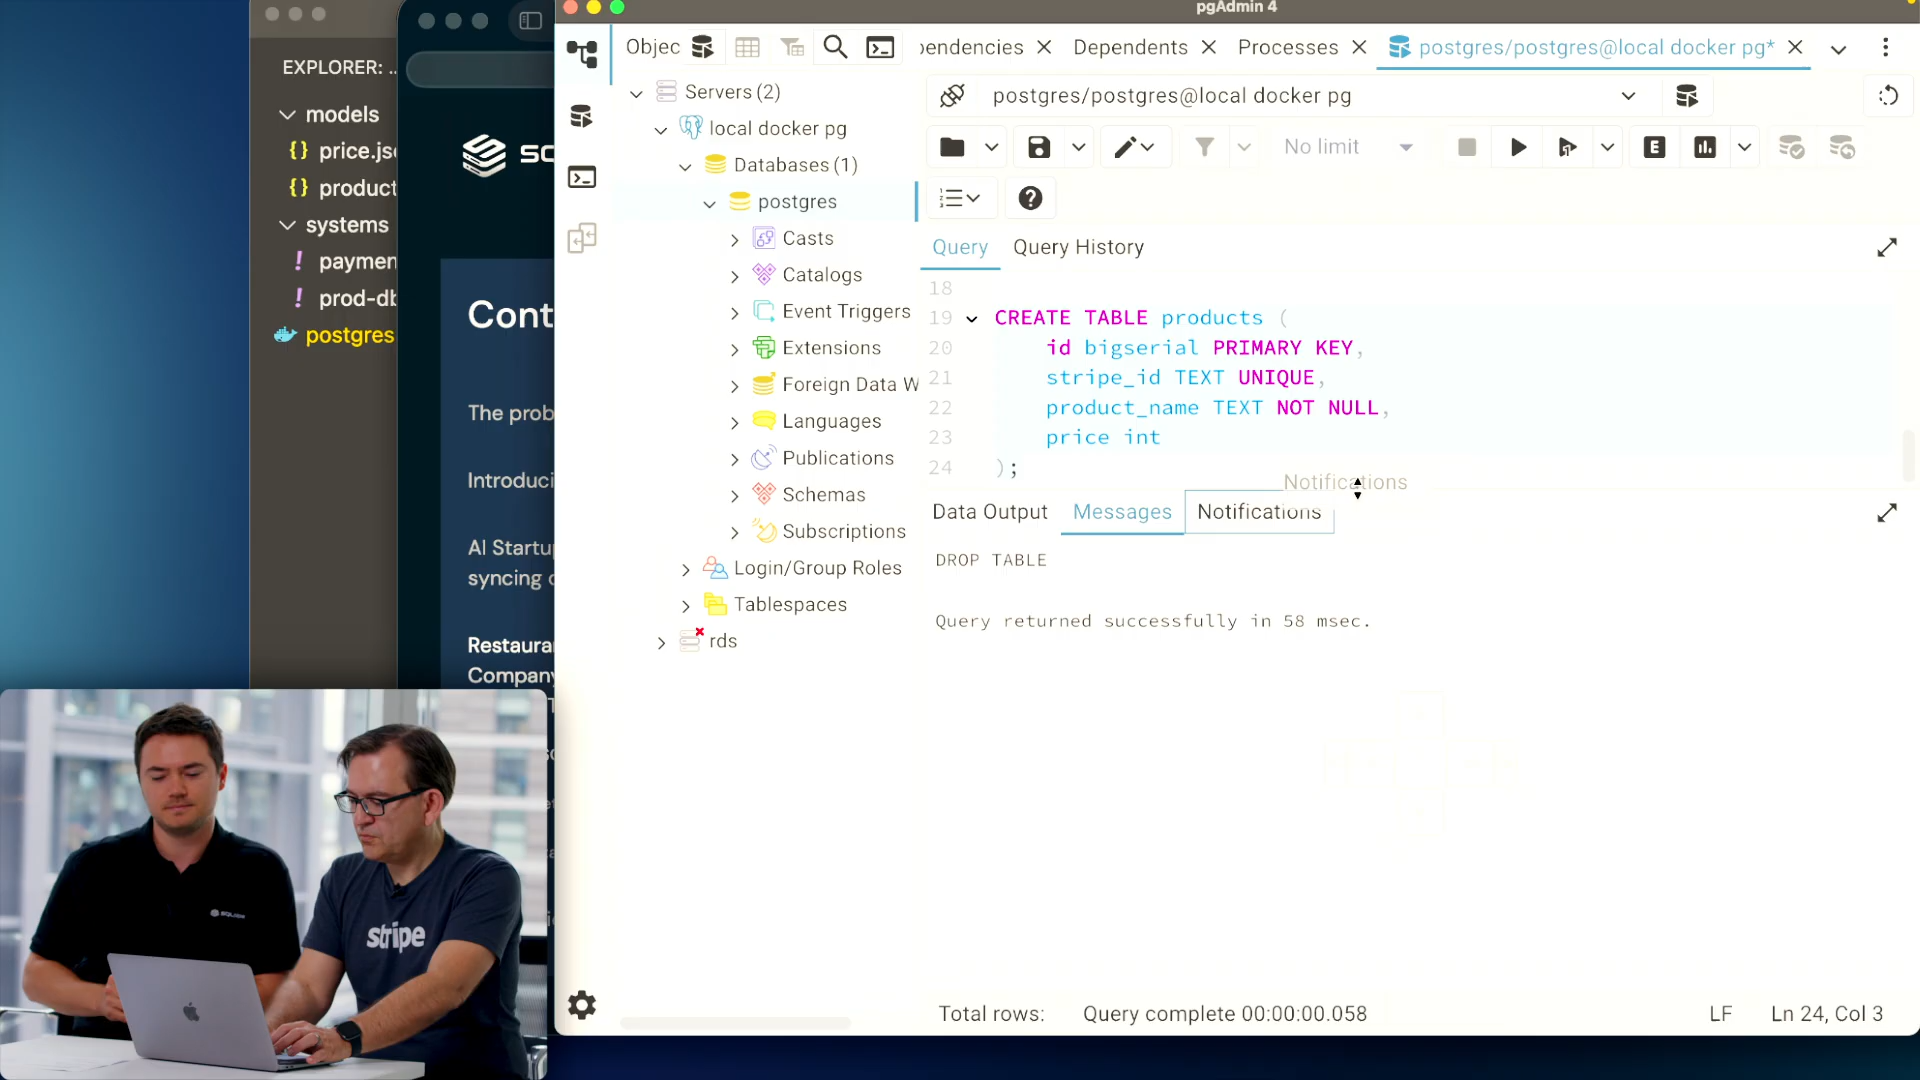 pgAdmin 4
EXPLORER: ...
models
{} price.js
{} product
systems
! paymen
! prod-db
postgres
Cont
The prob
Introduci
AI Startu
syncing
Restaura
Company
Objec
Servers (2)
local docker pg
Databases (1)
postgres
Casts
Catalogs
Event Triggers
Extensions
Foreign Data W
Languages
Publications
Schemas
Subscriptions
Login/Group Roles
Tablespaces
rds
pendencies
Dependents
Processes
postgres/postgres@local docker pg*
postgres/postgres@local docker pg
No limit
E
Query
Query History
18
19 CREATE TABLE products (
20 id bigserial PRIMARY KEY,
21 stripe_id TEXT UNIQUE,
22 product_name TEXT NOT NULL,
23 price int
24 );
Notifications
Data Output
Messages
Notifications
DROP TABLE
Query returned successfully in 58 msec.
Total rows:
Query complete 00:00:00.058
LF
Ln 24, Col 3
stripe